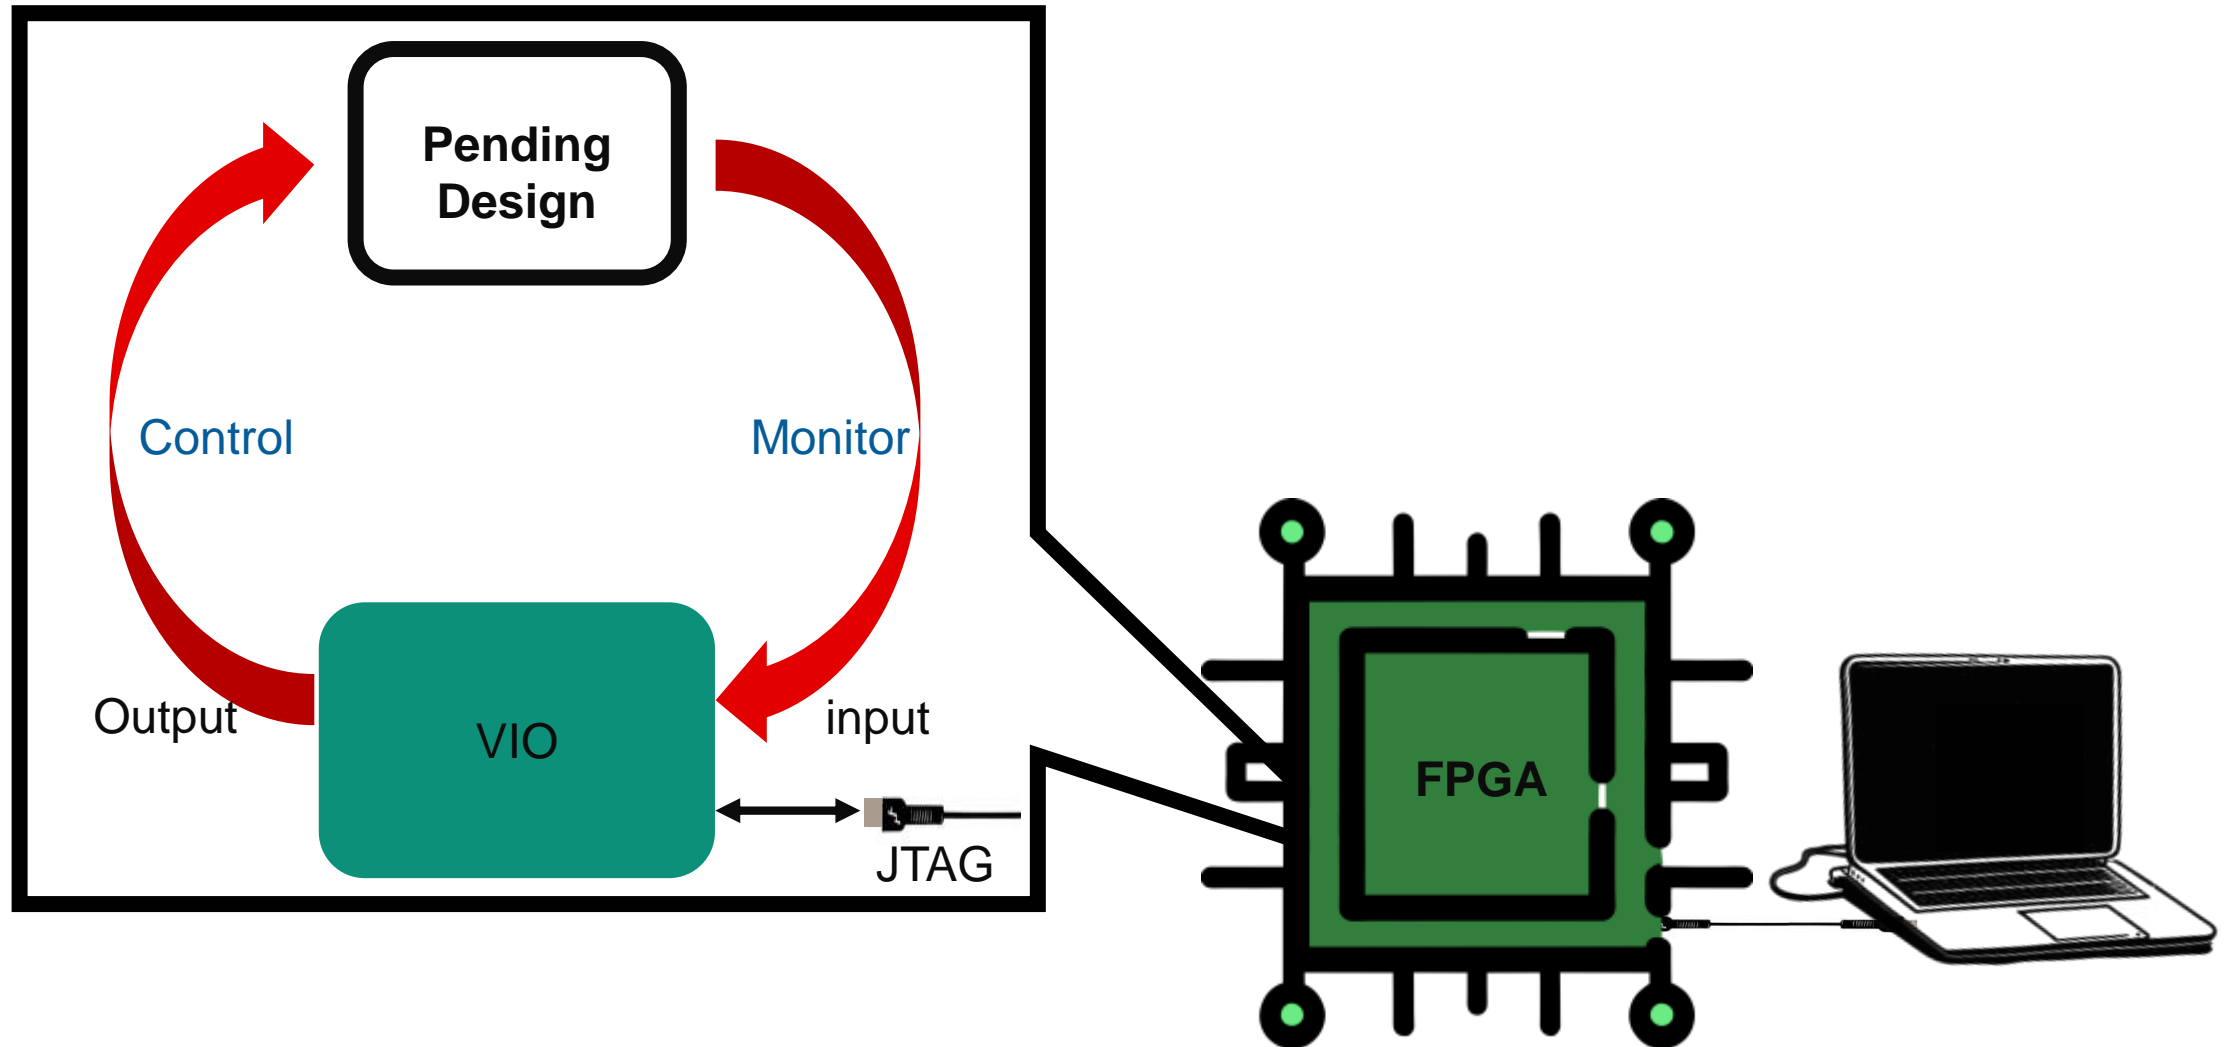 Pending
Design
Control
Monitor
Output
VIO
input
JTAG
FPGA